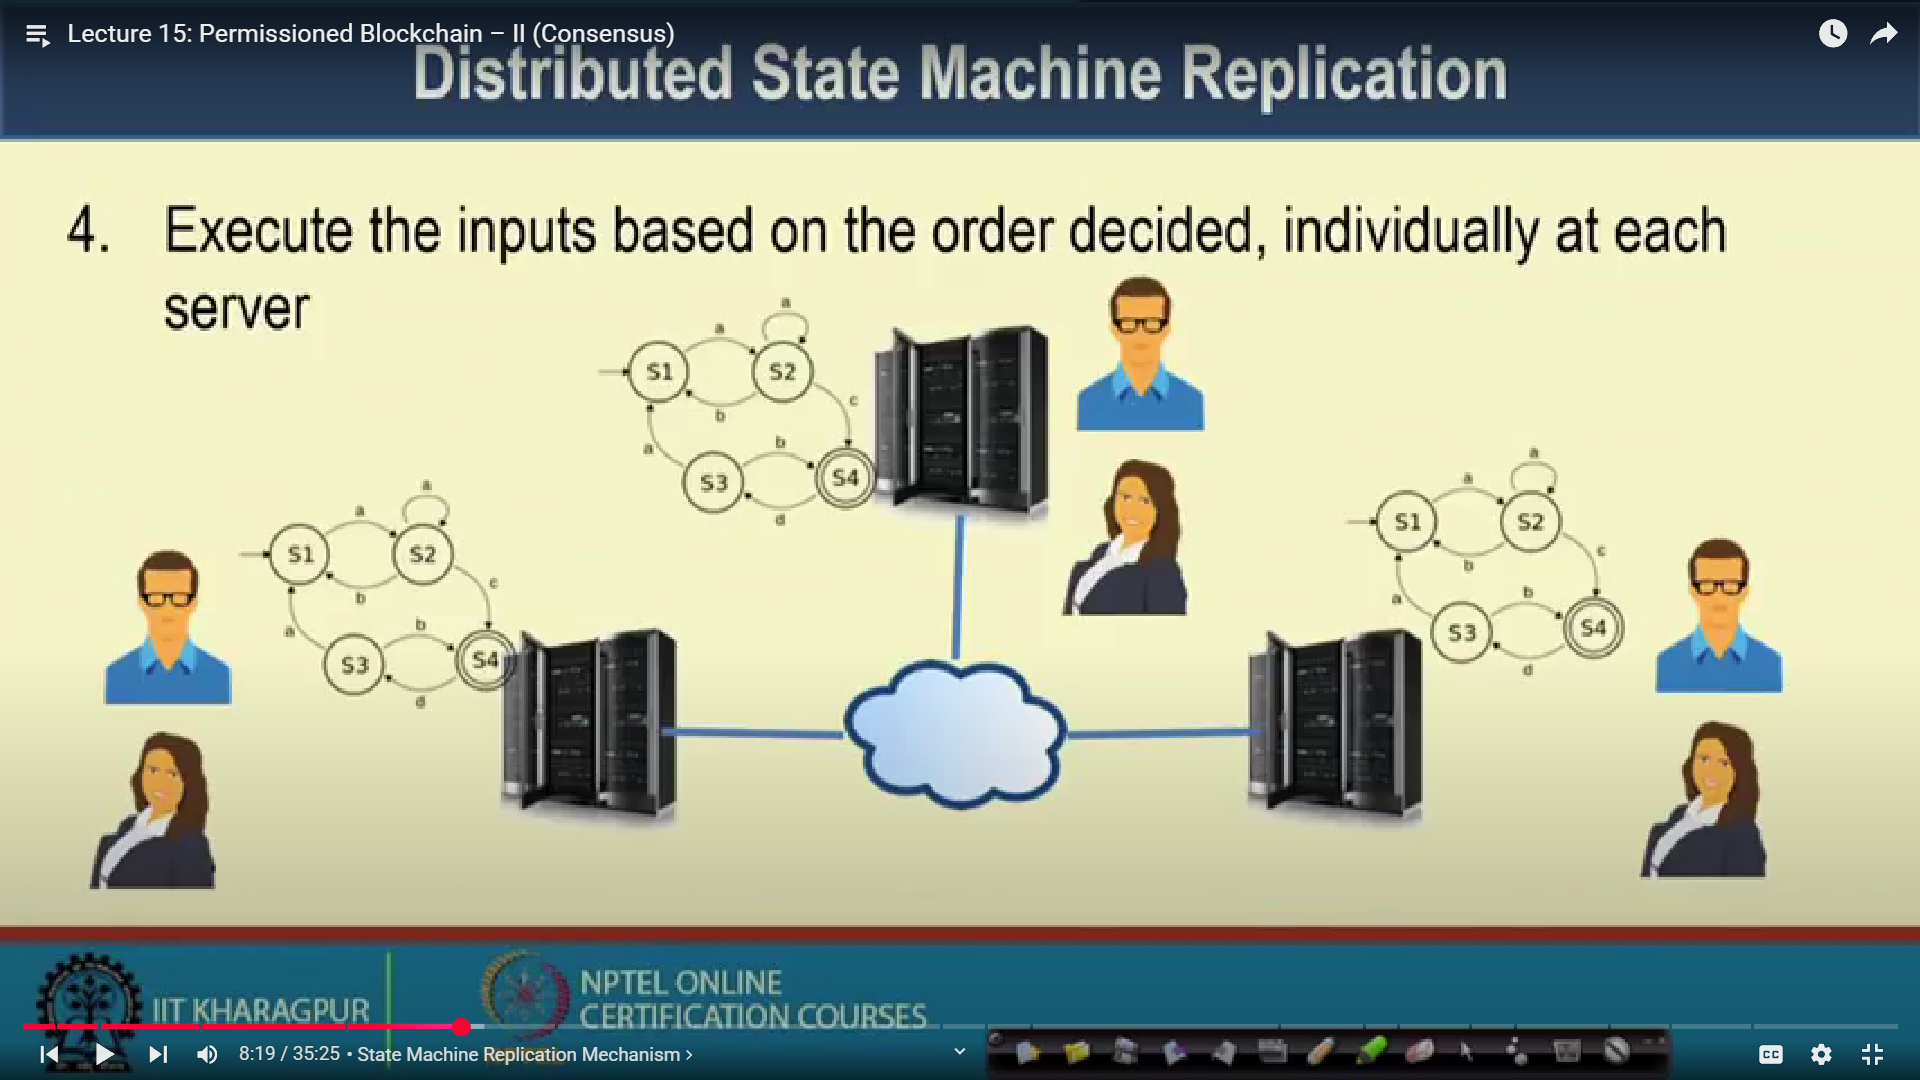 Lecture 15: Permissioned Blockchain – II (Consensus)
Distributed State Machine Replication
4. Execute the inputs based on the order decided, individually at each
server
a
a
S1 S2
b
c
a
b
S3 S4
d
a
a
S1 S2
b
c
a
b
S3 S4
d
a
a
S1 S2
b
c
a
b
S3 S4
d
IIT KHARAGPUR
NPTEL ONLINE
CERTIFICATION COURSES
8:19 / 35:25 • State Machine Replication Mechanism ›
CC